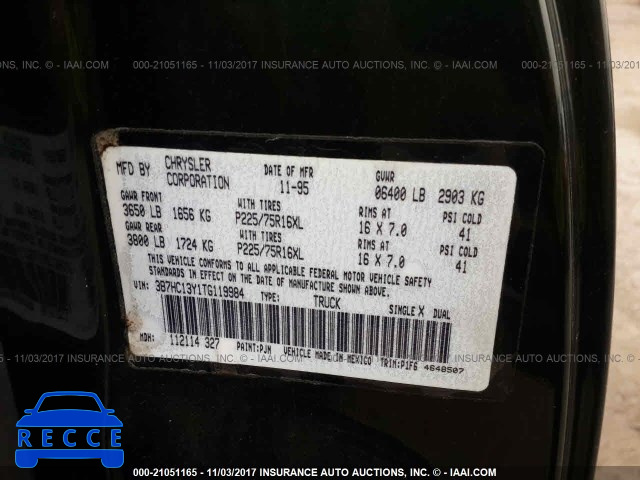 000-21051165 - 11/03/2017 INSURANCE AUTO AUCTIONS, INC. - © IAAI.COM
MFD BY CHRYSLER CORPORATION DATE OF MFR 11-95 GVWR 06400 LB 2903 KG
GAWR FRONT WITH TIRES RIMS AT PSI COLD
3650 LB 1656 KG P225/75R16XL 16 X 7.0 41
GAWR REAR WITH TIRES RIMS AT PSI COLD
3800 LB 1724 KG P225/75R16XL 16 X 7.0 41
THIS VEHICLE CONFORMS TO ALL APPLICABLE FEDERAL MOTOR VEHICLE SAFETY
STANDARDS IN EFFECT ON THE DATE OF MANUFACTURE SHOWN ABOVE.
VIN: 3B7HC13Y1TG119984 TYPE: TRUCK SINGLE X DUAL
MDH: 112114 327 PAINT:PJN VEHICLE MADE IN MEXICO TRIM:P1F6 4648507
RECCE
000-21051165 - 11/03/2017 INSURANCE AUTO AUCTIONS, INC. - © IAAI.COM